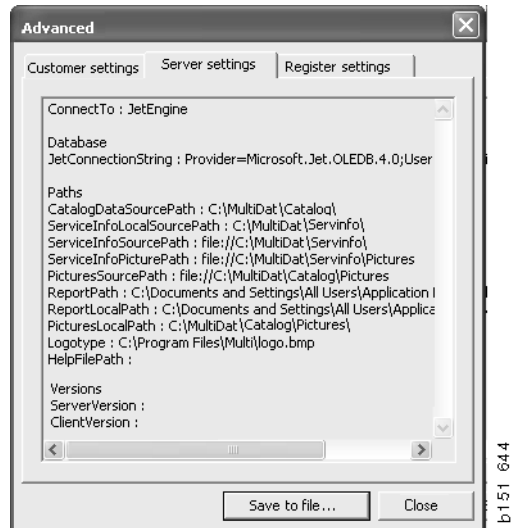 Advanced
Customer settings Server settings Register settings
ConnectTo : JetEngine
Database
JetConnectionString : Provider=Microsoft.Jet.OLEDB.4.0;User
Paths
CatalogDataSourcePath : C:\MultiDat\Catalog\
ServiceInfoLocalSourcePath : C:\MultiDat\Servinfo\
ServiceInfoSourcePath : file://C:\MultiDat\Servinfo\
ServiceInfoPicturePath : file://C:\MultiDat\Servinfo\Pictures
PicturesSourcePath : file://C:\MultiDat\Catalog\Pictures
ReportPath : C:\Documents and Settings\All Users\Application
ReportLocalPath : C:\Documents and Settings\All Users\Applica
PicturesLocalPath : C:\MultiDat\Catalog\Pictures\
Logotype : C:\Program Files\Multi\logo.bmp
HelpFilePath :
Versions
ServerVersion :
ClientVersion :
Save to file... Close
b151 644